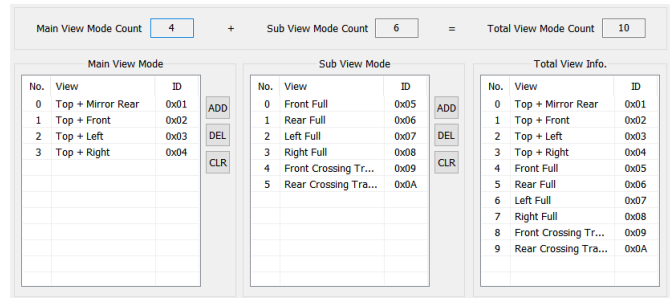 Main View Mode Count 4 + Sub View Mode Count 6 = Total View Mode Count 10
Main View Mode
No. View ID
0 Top + Mirror Rear 0x01
1 Top + Front 0x02
2 Top + Left 0x03
3 Top + Right 0x04
ADD
DEL
CLR
Sub View Mode
No. View ID
0 Front Full 0x05
1 Rear Full 0x06
2 Left Full 0x07
3 Right Full 0x08
4 Front Crossing Tr... 0x09
5 Rear Crossing Tra... 0x0A
ADD
DEL
CLR
Total View Info.
No. View ID
0 Top + Mirror Rear 0x01
1 Top + Front 0x02
2 Top + Left 0x03
3 Top + Right 0x04
4 Front Full 0x05
5 Rear Full 0x06
6 Left Full 0x07
7 Right Full 0x08
8 Front Crossing Tr... 0x09
9 Rear Crossing Tra... 0x0A